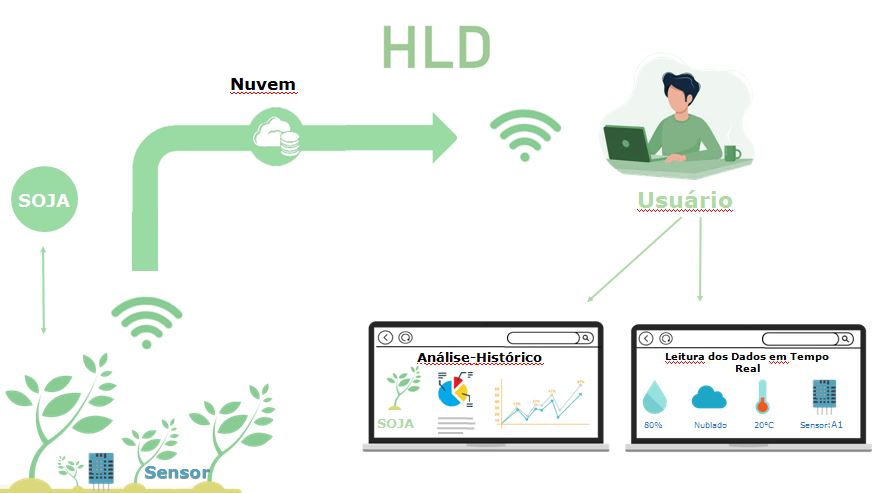 HLD
Nuvem
SOJA
Usuário
Sensor
Análise-Histórico
SOJA
Leitura dos Dados em Tempo
Real
80%
Nublado
20°C
Sensor:A1